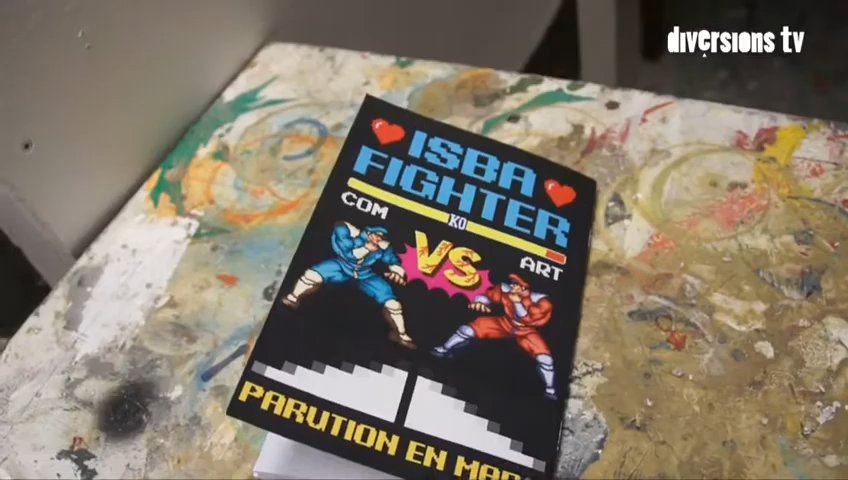 diversions tv
ISBA
FIGHTER
KO
COM
VS
ART
PARUTION EN